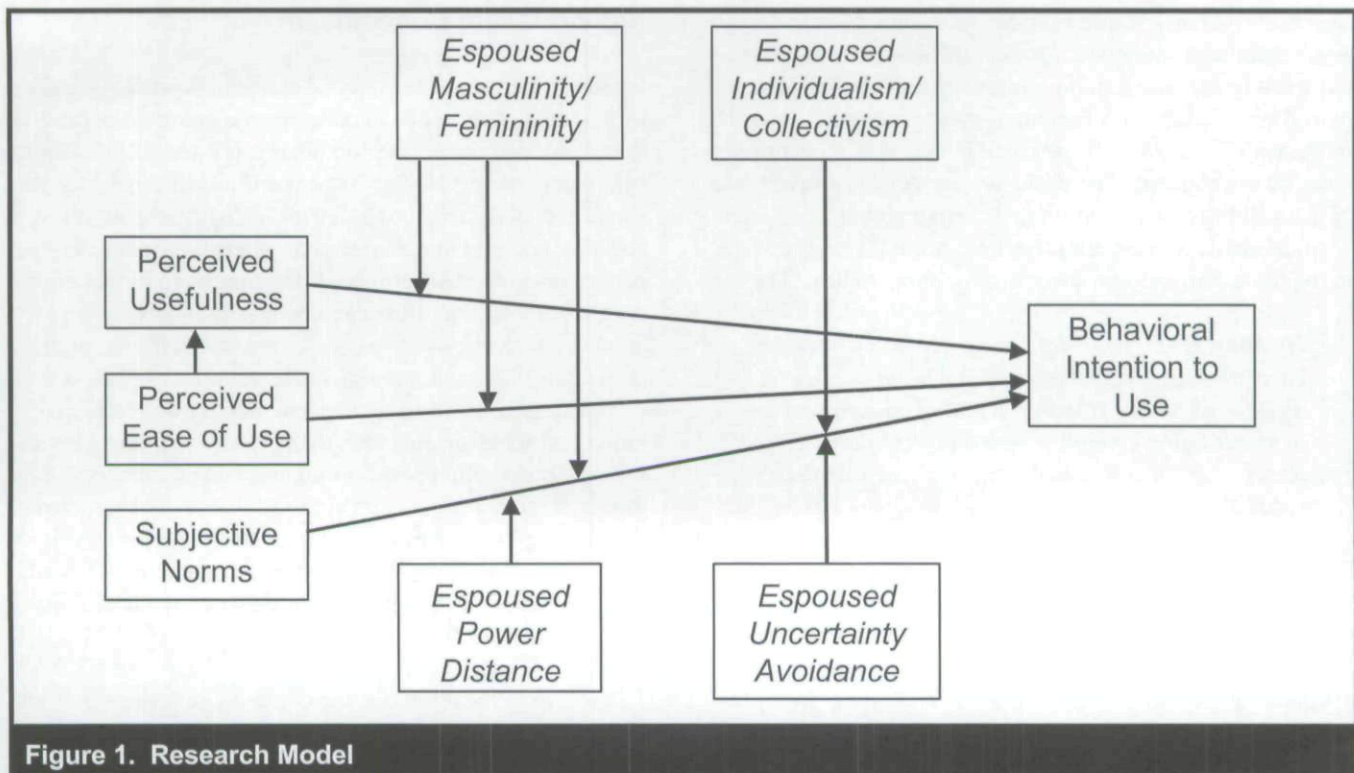 Espoused
Masculinity/
Femininity
Espoused
Individualism/
Collectivism
Perceived
Usefulness
Behavioral
Intention to
Use
Perceived
Ease of Use
Subjective
Norms
Espoused
Power
Distance
Espoused
Uncertainty
Avoidance
Figure 1. Research Model